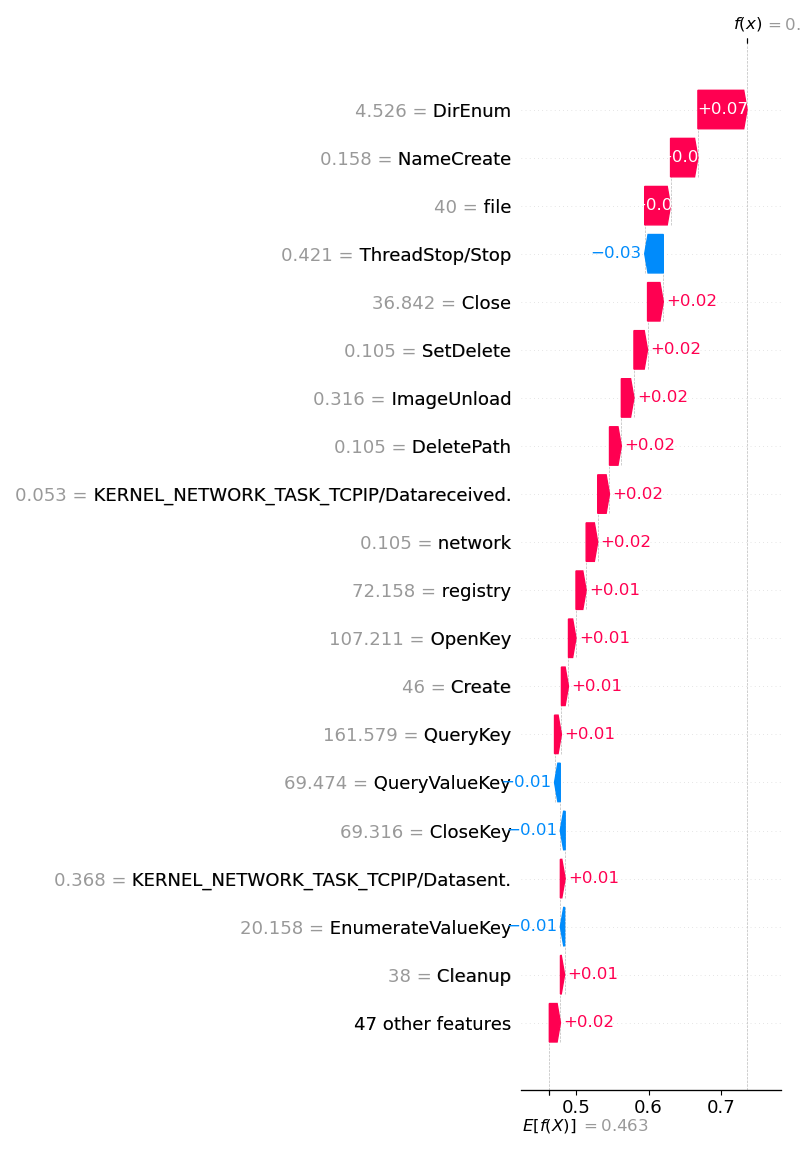 f(x) = 0.
4.526 = DirEnum +0.07
0.158 = NameCreate
40 = file
0.421 = ThreadStop/Stop −0.03
36.842 = Close +0.02
0.105 = SetDelete +0.02
0.316 = ImageUnload +0.02
0.105 = DeletePath +0.02
0.053 = KERNEL_NETWORK_TASK_TCPIP/Datareceived. +0.02
0.105 = network +0.02
72.158 = registry +0.01
107.211 = OpenKey +0.01
46 = Create +0.01
161.579 = QueryKey +0.01
69.474 = QueryValueKey −0.01
69.316 = CloseKey −0.01
0.368 = KERNEL_NETWORK_TASK_TCPIP/Datasent. +0.01
20.158 = EnumerateValueKey −0.01
38 = Cleanup +0.01
47 other features +0.02
0.5 0.6 0.7
E[f(X)] = 0.463